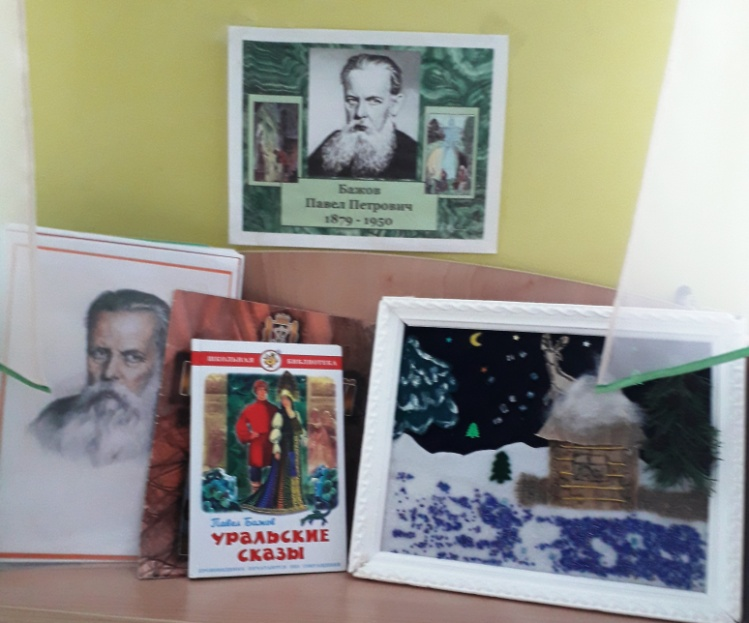 Бажов
Павел Петрович
1879 - 1950
ШКОЛЬНАЯ БИБЛИОТЕКА
Павел Бажов
УРАЛЬСКИЕ
СКАЗЫ